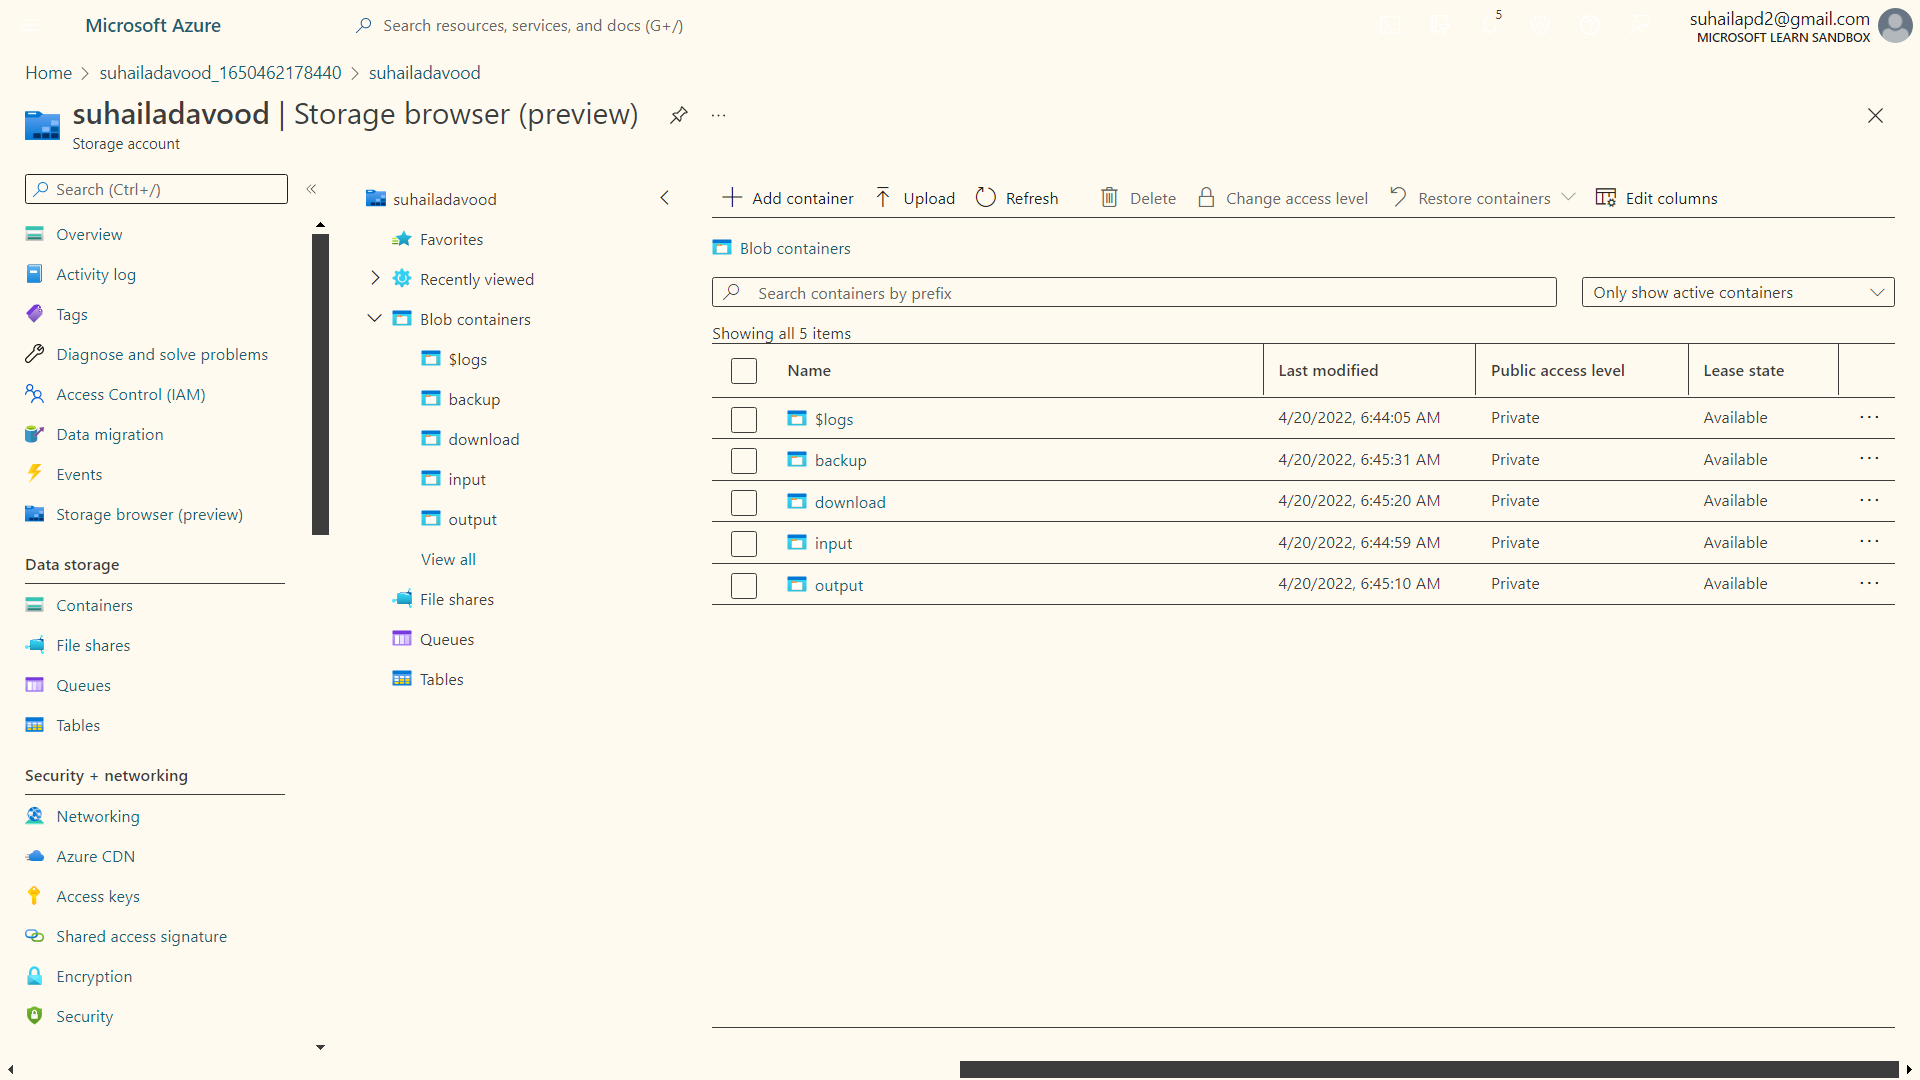 Microsoft Azure
Search resources, services, and docs (G+/)
5
suhailapd2@gmail.com
MICROSOFT LEARN SANDBOX
Home
suhailadavood_1650462178440
suhailadavood
suhailadavood | Storage browser (preview)
...
Storage account
Search (Ctrl+/)
Overview
Activity log
Tags
Diagnose and solve problems
Access Control (IAM)
Data migration
Events
Storage browser (preview)
Data storage
Containers
File shares
Queues
Tables
Security + networking
Networking
Azure CDN
Access keys
Shared access signature
Encryption
Security
suhailadavood
Favorites
Recently viewed
Blob containers
$logs
backup
download
input
output
View all
File shares
Queues
Tables
Add container Upload Refresh Delete Change access level Restore containers Edit columns
Blob containers
Search containers by prefix
Only show active containers
Showing all 5 items
Name Last modified Public access level Lease state
$logs 4/20/2022, 6:44:05 AM Private Available ...
backup 4/20/2022, 6:45:31 AM Private Available ...
download 4/20/2022, 6:45:20 AM Private Available ...
input 4/20/2022, 6:44:59 AM Private Available ...
output 4/20/2022, 6:45:10 AM Private Available ...